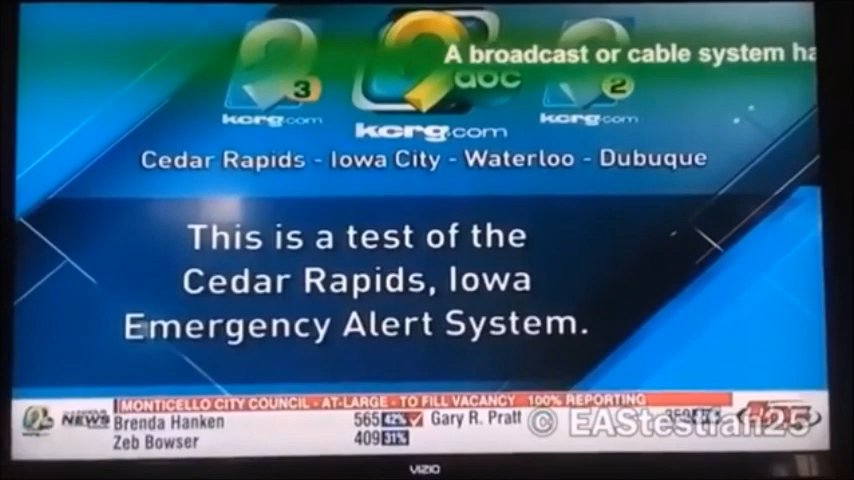 A broadcast or cable system ha
9 abc
3
2
kcrg.com
kcrg.com
kcrg.com
Cedar Rapids - Iowa City - Waterloo - Dubuque
This is a test of the
Cedar Rapids, Iowa
Emergency Alert System.
MONTICELLO CITY COUNCIL - AT-LARGE - TO FILL VACANCY 100% REPORTING
NEWS
Brenda Hanken 565 42% Gary R. Pratt
Zeb Bowser 409 31%
© EAStestfan25
VIZIO